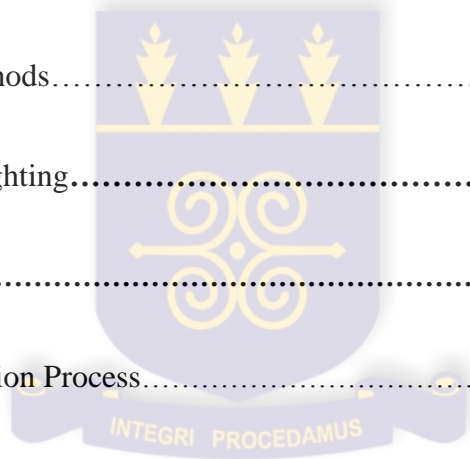 hods……………………………………
ghting……………………………………
……………………………………
ion Process……………………………………
INTEGRI PROCEDAMUS